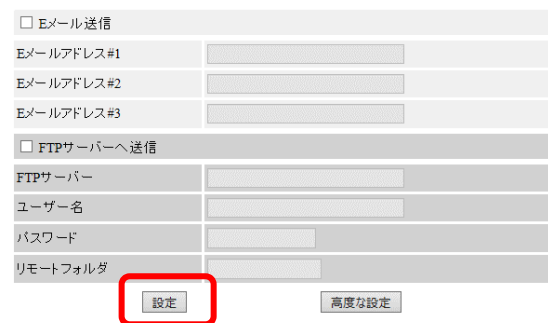 Eメール送信
Eメールアドレス#1
Eメールアドレス#2
Eメールアドレス#3
FTPサーバーへ送信
FTPサーバー
ユーザー名
パスワード
リモートフォルダ
設定 高度な設定